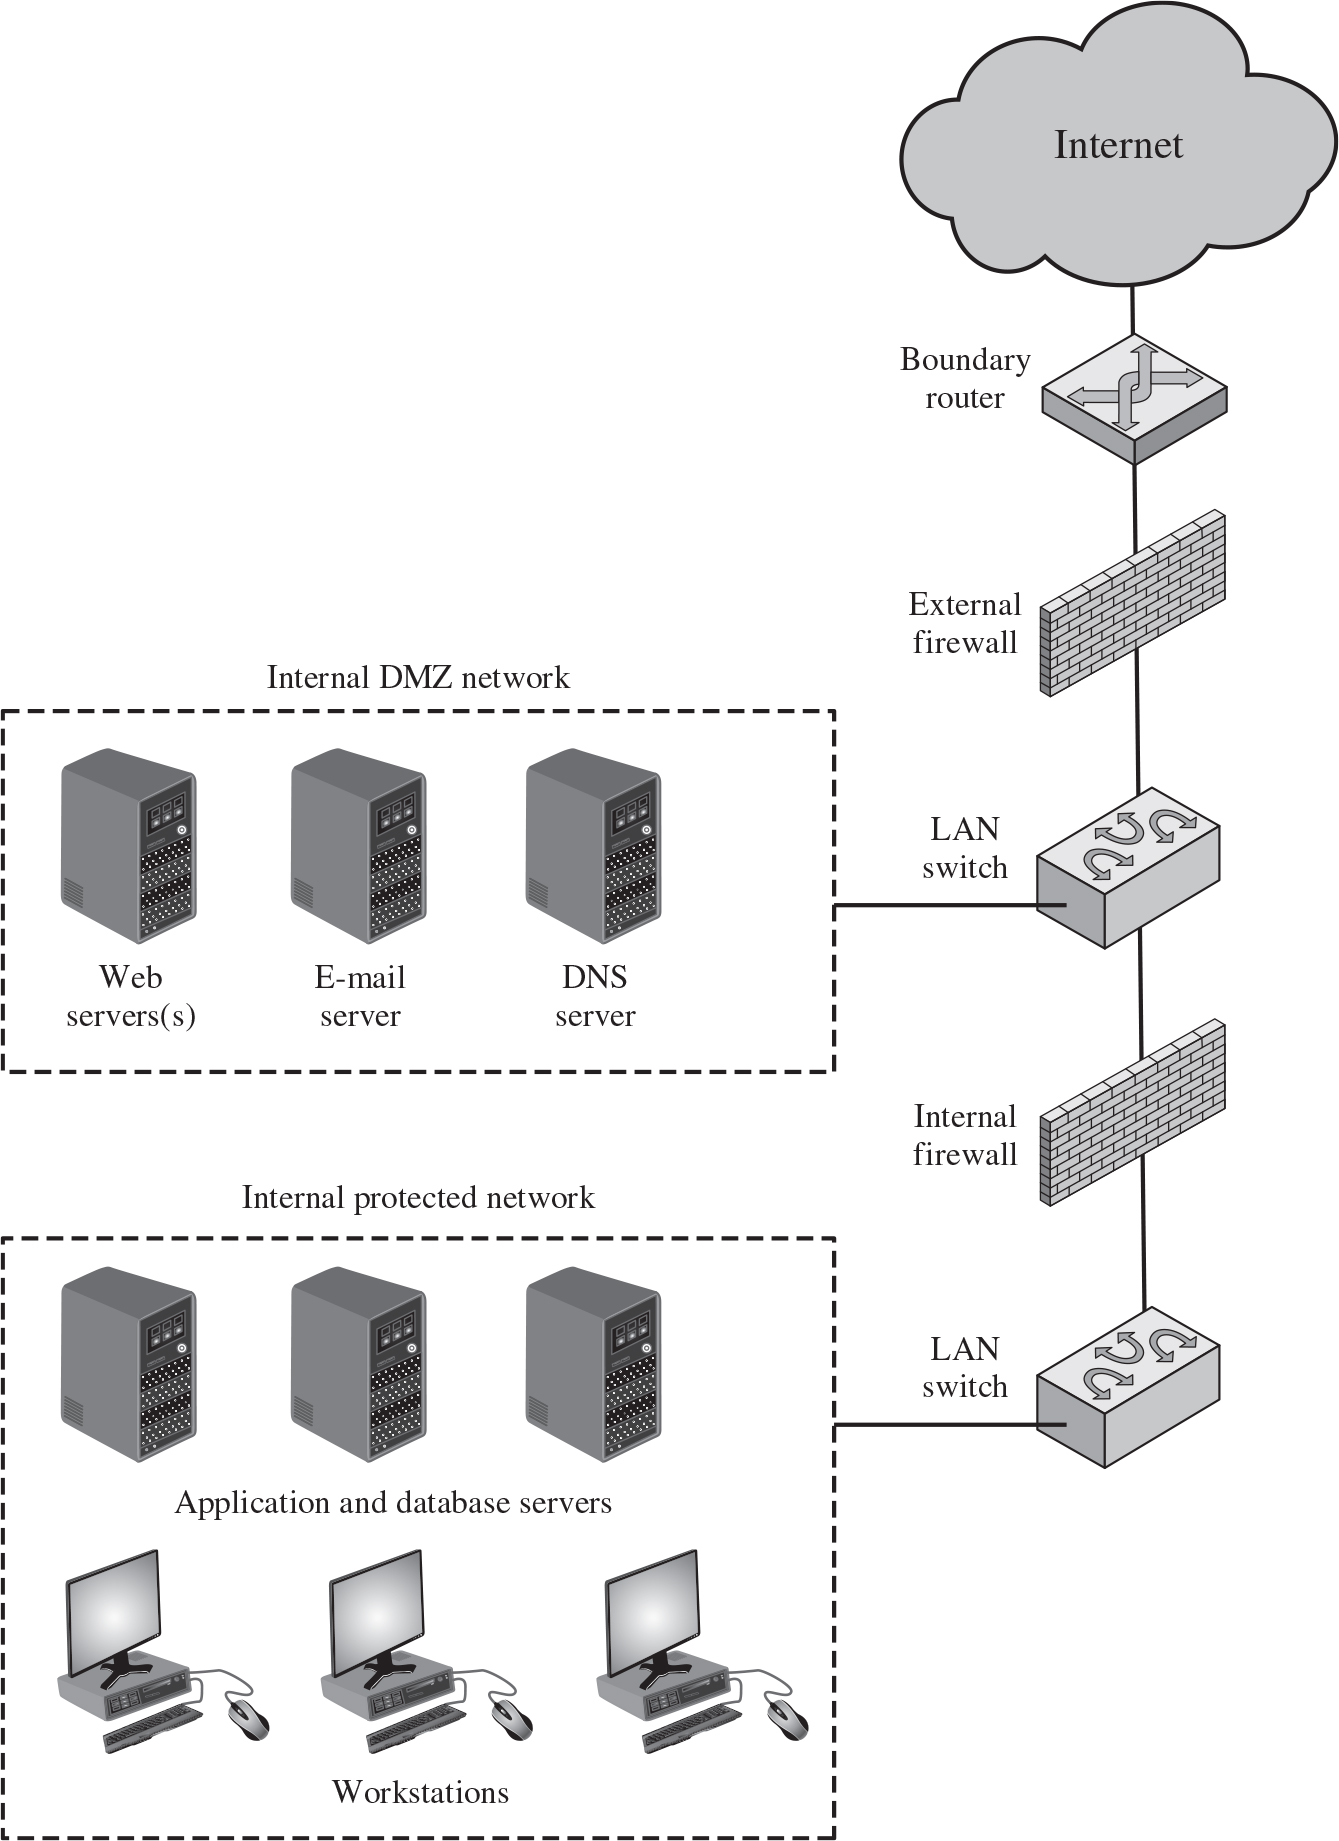 Internet
Boundary
router
External
firewall
Internal DMZ network
LAN
switch
Web
servers(s)
E-mail
server
DNS
server
Internal
firewall
Internal protected network
LAN
switch
Application and database servers
Workstations